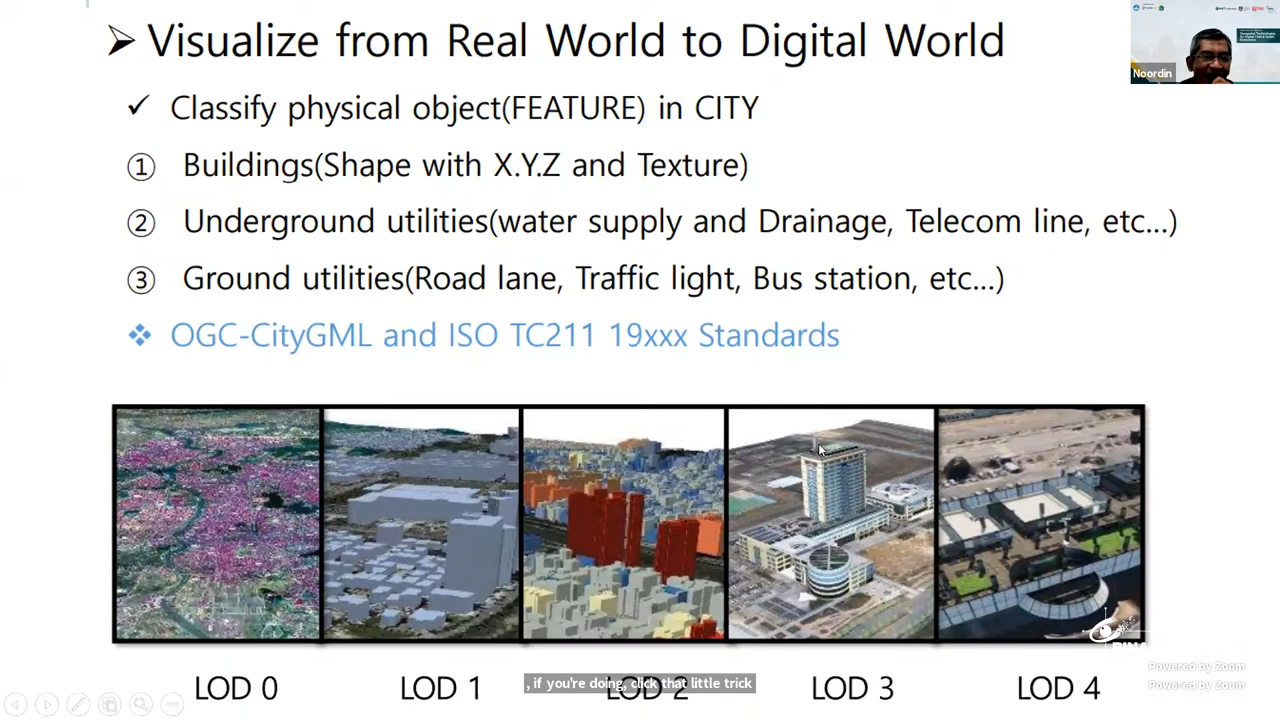 ➢ Visualize from Real World to Digital World
Noordin
✓ Classify physical object(FEATURE) in CITY
① Buildings(Shape with X.Y.Z and Texture)
② Underground utilities(water supply and Drainage, Telecom line, etc...)
③ Ground utilities(Road lane, Traffic light, Bus station, etc...)
❖ OGC-CityGML and ISO TC211 19xxx Standards
LOD 0 LOD 1 LOD 2 LOD 3 LOD 4
, if you're doing, click that little trick
Powered by Zoom
Powered by Zoom